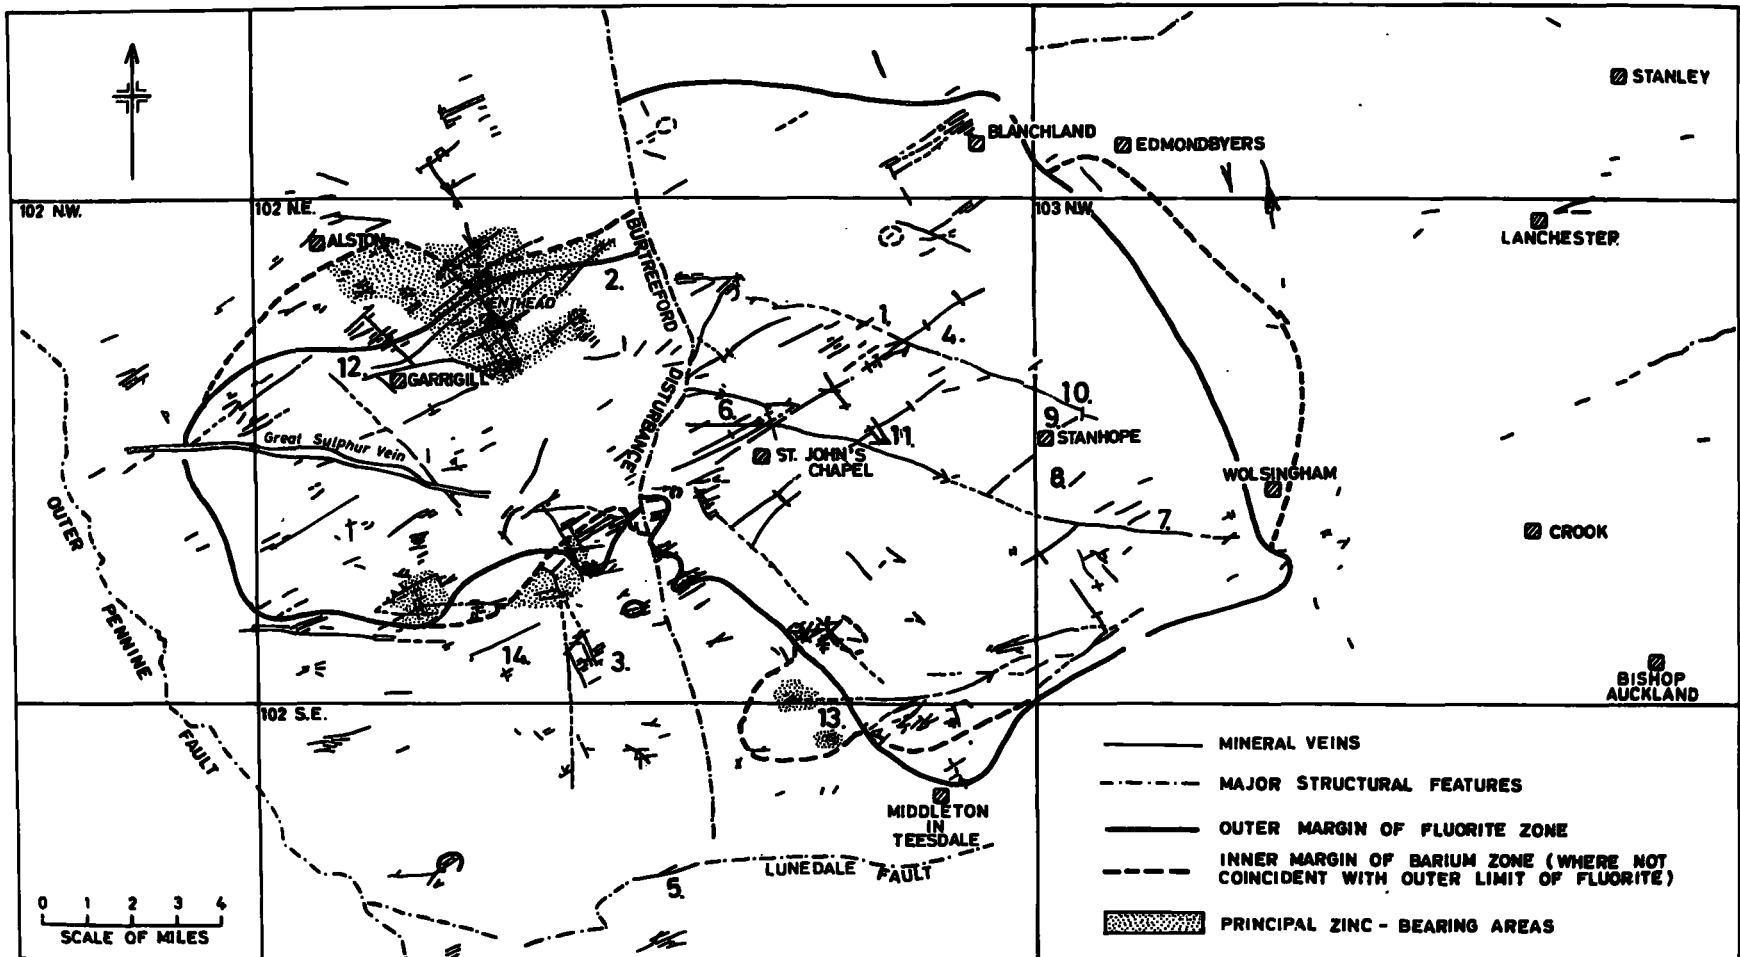 STANLEY
BLANCHLAND
EDMONDBYERS
102 N.W.
102 N.E.
103 N.W.
LANCHESTER
ALSTON
BURTREEFORD
DISTURBANCE
2.
1.
4.
12.
GARRIGILL
6.
10.
9.
STANHOPE
11.
Great Sulphur Vein
ST. JOHN'S
CHAPEL
8.
WOLSINGHAM
7.
CROOK
OUTER
PENNINE
FAULT
14.
3.
BISHOP
AUCKLAND
102 S.E.
13.
MIDDLETON
IN
TEESDALE
LUNEDALE FAULT
5.
MINERAL VEINS
MAJOR STRUCTURAL FEATURES
OUTER MARGIN OF FLUORITE ZONE
INNER MARGIN OF BARIUM ZONE (WHERE NOT
COINCIDENT WITH OUTER LIMIT OF FLUORITE)
PRINCIPAL ZINC - BEARING AREAS
0 1 2 3 4
SCALE OF MILES